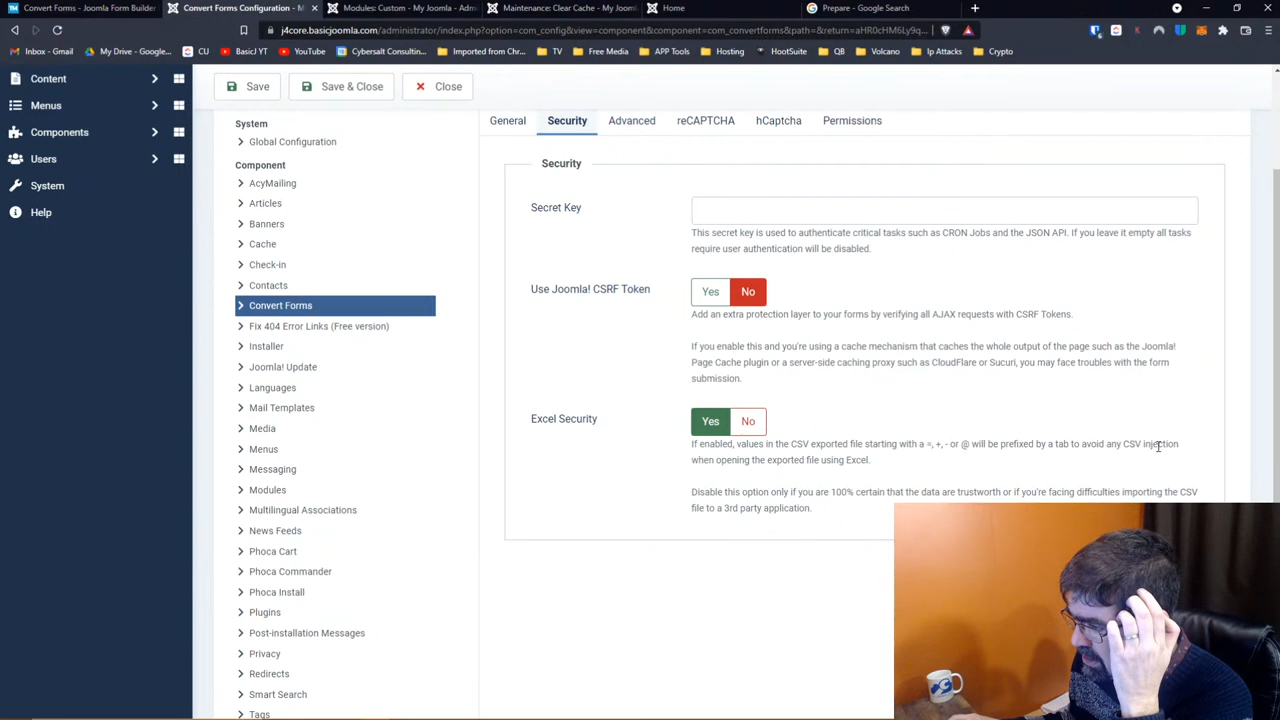 Convert Forms - Joomla Form Builder
Convert Forms Configuration - M
Modules: Custom - My Joomla - Adm
Maintenance: Clear Cache - My Jooml
Home
Prepare - Google Search
j4core.basicjoomla.com/administrator/index.php?option=com_config&view=component&component=com_convertforms&path=&return=aHR0cHM6Ly9q...
Inbox - Gmail
My Drive - Google...
CU
BasicJ YT
YouTube
Cybersalt Consulting...
Imported from Chr...
TV
Free Media
APP Tools
Hosting
HootSuite
QB
Volcano
Ip Attacks
Crypto
Content
Menus
Components
Users
System
Help
Save
Save & Close
Close
System
Global Configuration
Component
AcyMailing
Articles
Banners
Cache
Check-in
Contacts
Convert Forms
Fix 404 Error Links (Free version)
Installer
Joomla! Update
Languages
Mail Templates
Media
Menus
Messaging
Modules
Multilingual Associations
News Feeds
Phoca Cart
Phoca Commander
Phoca Install
Plugins
Post-installation Messages
Privacy
Redirects
Smart Search
Tags
General
Security
Advanced
reCAPTCHA
hCaptcha
Permissions
Security
Secret Key
This secret key is used to authenticate critical tasks such as CRON Jobs and the JSON API. If you leave it empty all tasks
require user authentication will be disabled.
Use Joomla! CSRF Token
Yes
No
Add an extra protection layer to your forms by verifying all AJAX requests with CSRF Tokens.
If you enable this and you're using a cache mechanism that caches the whole output of the page such as the Joomla!
Page Cache plugin or a server-side caching proxy such as CloudFlare or Sucuri, you may face troubles with the form
submission.
Excel Security
Yes
No
If enabled, values in the CSV exported file starting with a =, +, - or @ will be prefixed by a tab to avoid any CSV injection
when opening the exported file using Excel.
Disable this option only if you are 100% certain that the data are trustworth or if you're facing difficulties importing the CSV
file to a 3rd party application.